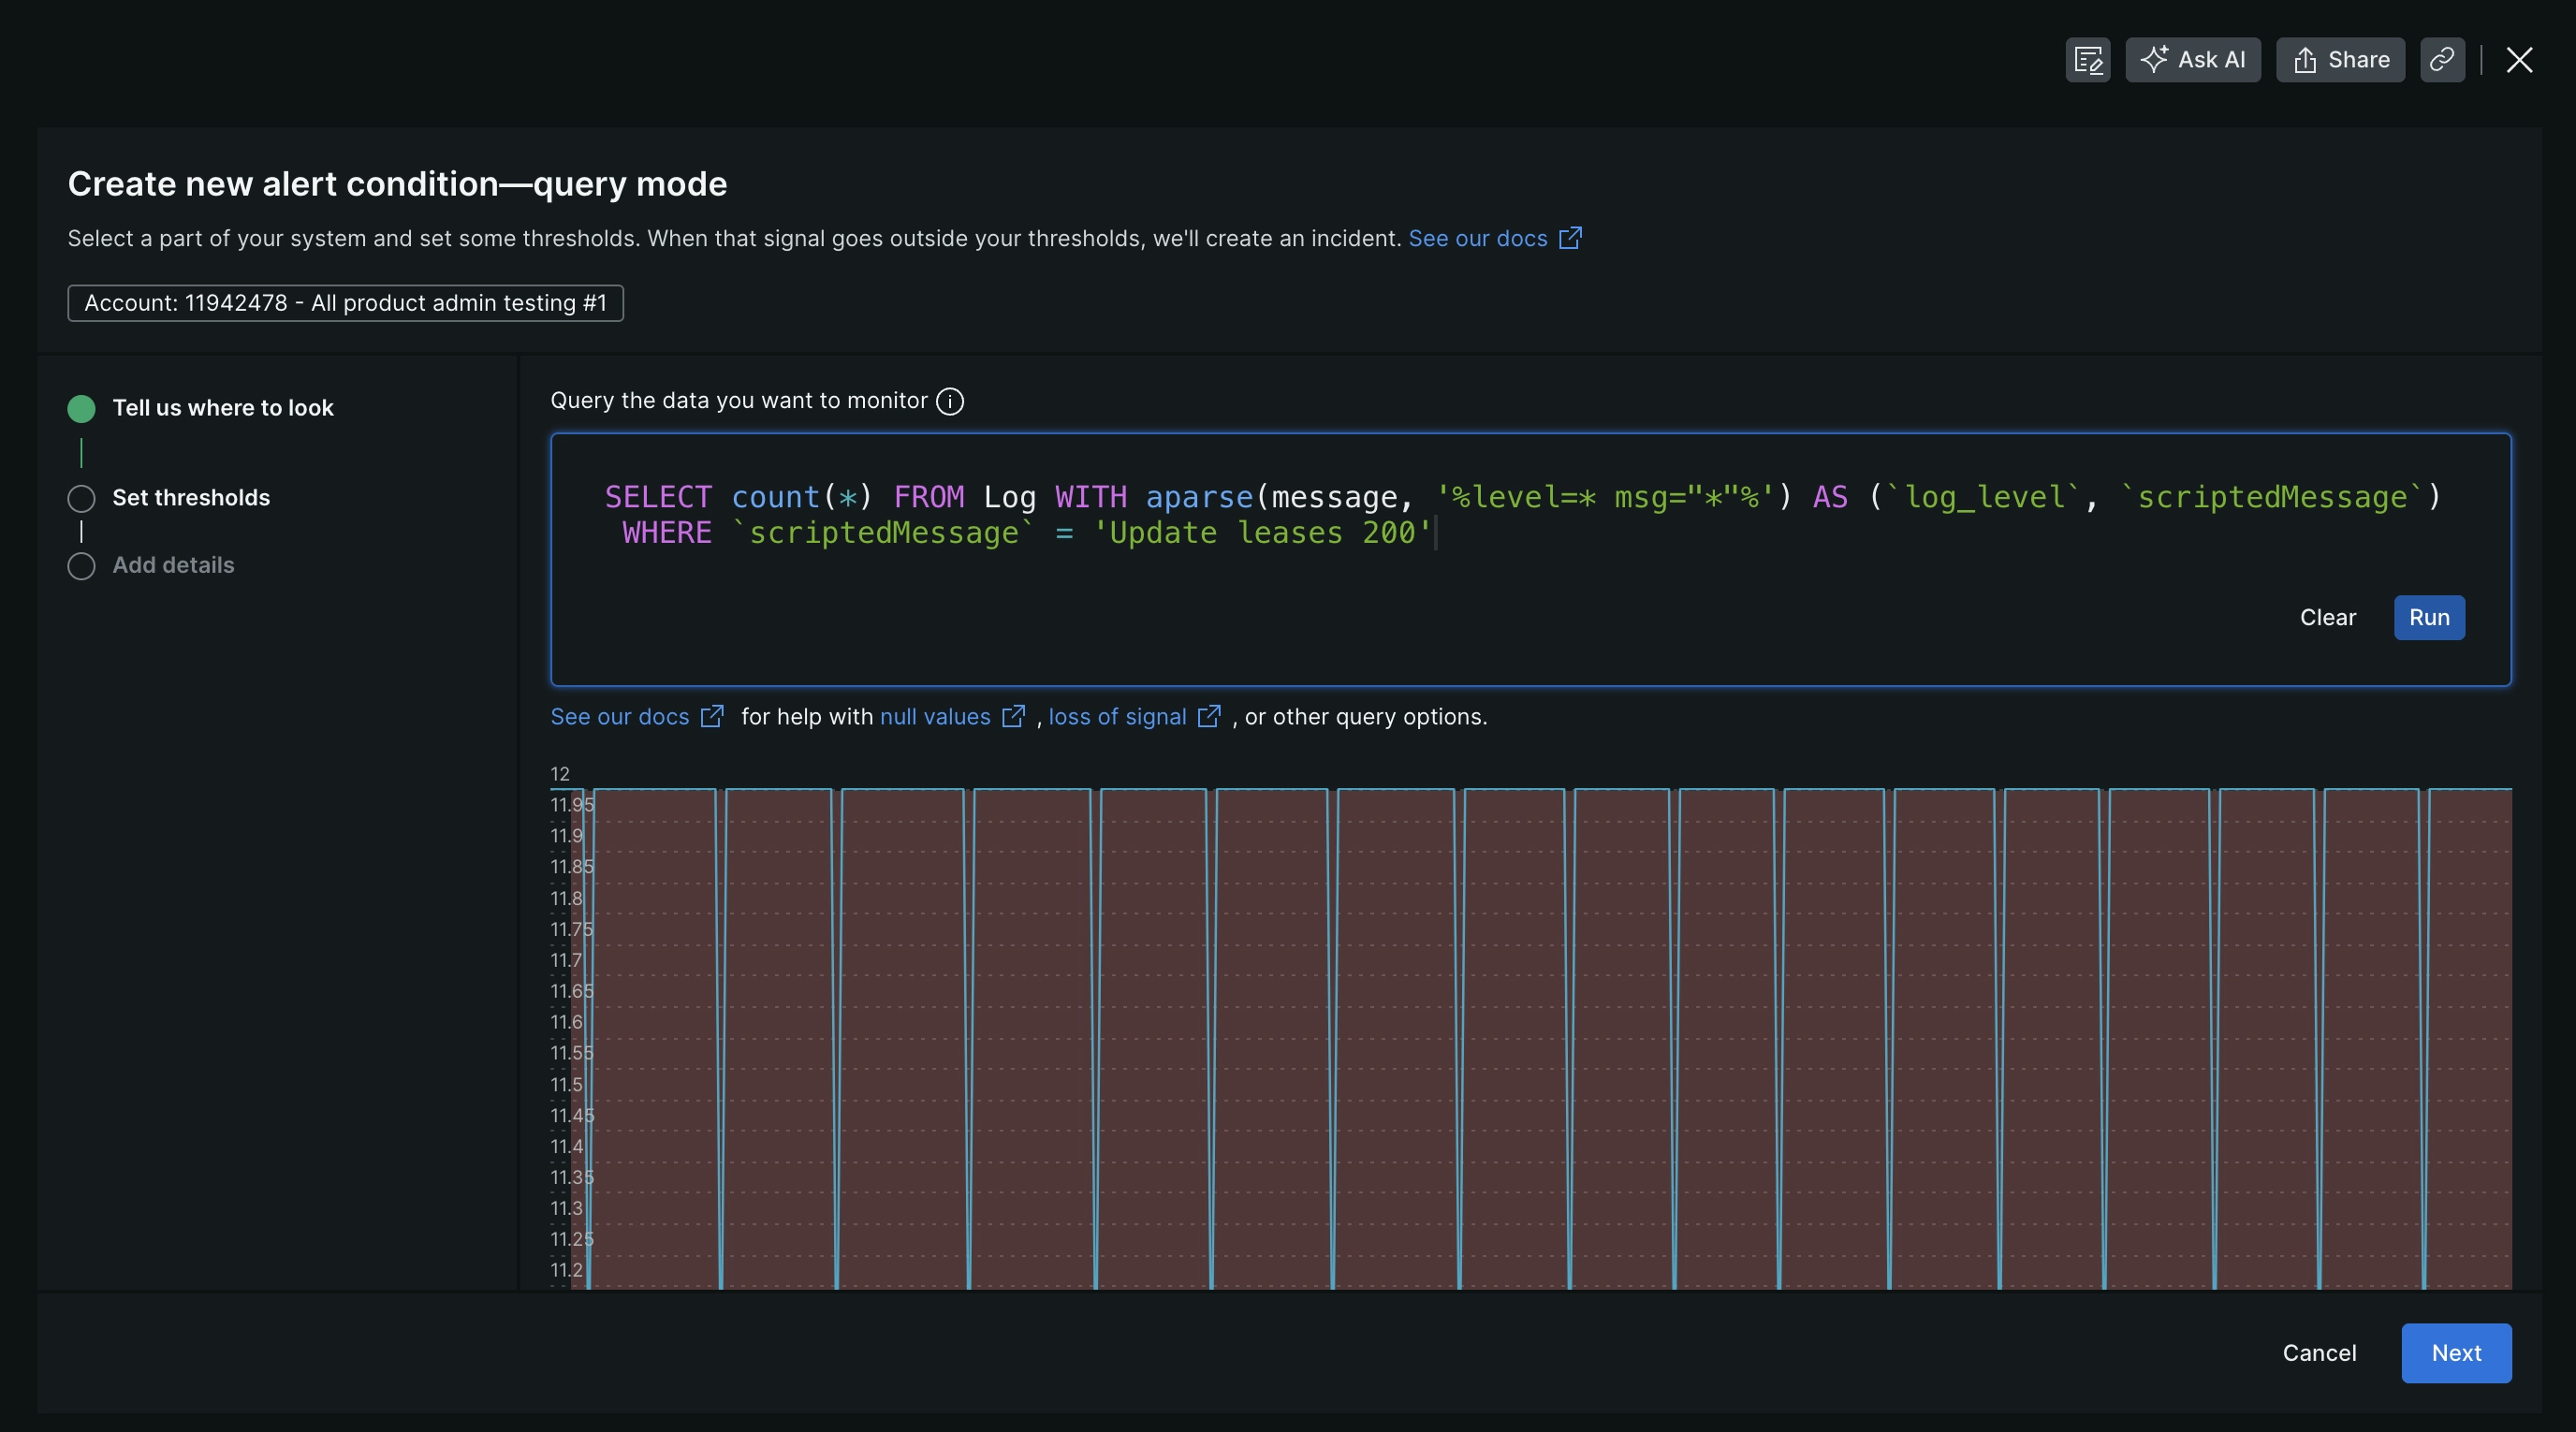 Ask AI
Share
Create new alert condition—query mode
Select a part of your system and set some thresholds. When that signal goes outside your thresholds, we'll create an incident. See our docs
Account: 11942478 - All product admin testing #1
Tell us where to look
Set thresholds
Add details
Query the data you want to monitor
SELECT count(*) FROM Log WITH aparse(message, '%level=* msg="*"%') AS (`log_level`, `scriptedMessage`)
WHERE `scriptedMessage` = 'Update leases 200'
Clear
Run
See our docs for help with null values , loss of signal , or other query options.
12
11.95
11.9
11.85
11.8
11.75
11.7
11.65
11.6
11.55
11.5
11.45
11.4
11.35
11.3
11.25
11.2
Cancel
Next